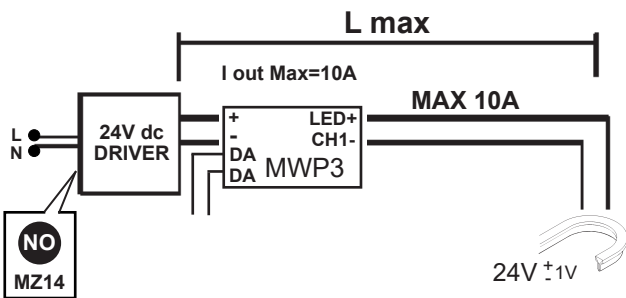 L max
I out Max=10A
MAX 10A
L
N
24V dc
DRIVER
+
-
DA
DA
LED+
CH1-
MWP3
NO
MZ14
24V ± 1V